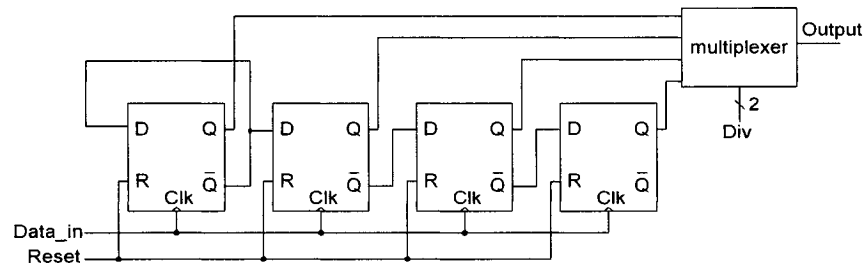 Output
multiplexer
2
Div
D Q D Q D Q D Q
R Q̅ R Q̅ R Q̅ R Q̅
Clk Clk Clk Clk
Data_in
Reset